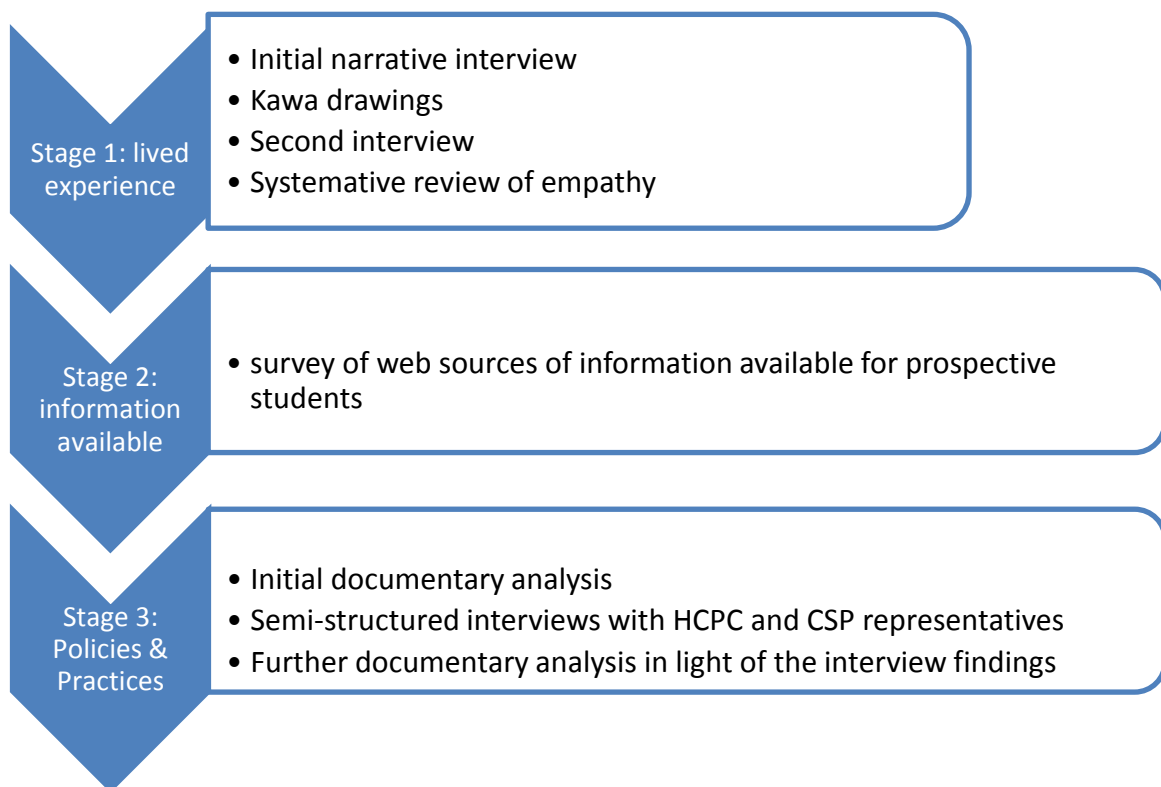 Stage 1: lived
experience
• Initial narrative interview
• Kawa drawings
• Second interview
• Systemative review of empathy
Stage 2:
information
available
• survey of web sources of information available for prospective
students
Stage 3:
Policies &
Practices
• Initial documentary analysis
• Semi-structured interviews with HCPC and CSP representatives
• Further documentary analysis in light of the interview findings